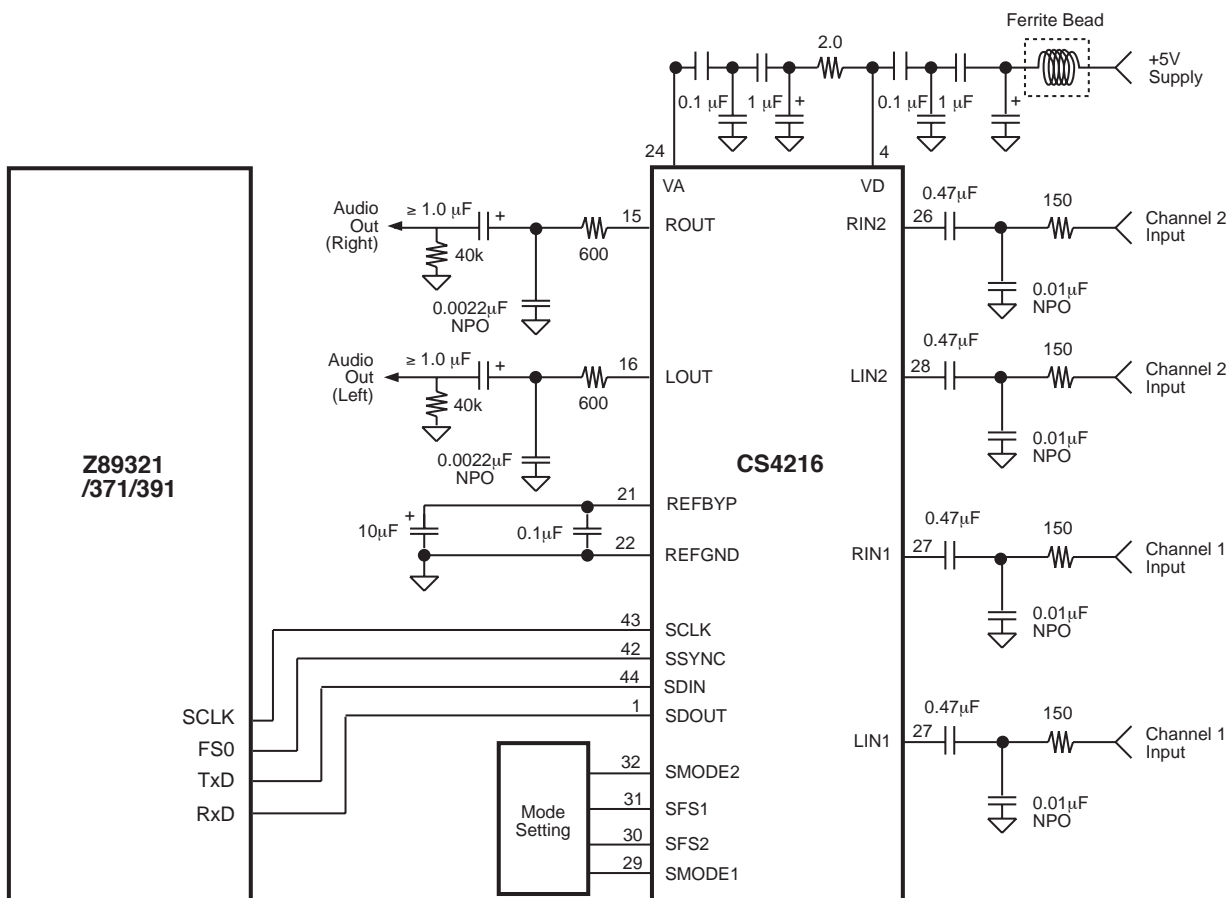 Ferrite Bead
+5V
Supply
2.0
0.1 µF
1 µF
+
0.1 µF
1 µF
+
24
4
VA
VD
Audio
Out
(Right)
≥ 1.0 µF
+
40k
0.0022µF
NPO
600
15
ROUT
RIN2
26
0.47µF
150
Channel 2
Input
0.01µF
NPO
Audio
Out
(Left)
≥ 1.0 µF
+
40k
0.0022µF
NPO
600
16
LOUT
LIN2
28
0.47µF
150
Channel 2
Input
0.01µF
NPO
Z89321
/371/391
CS4216
10µF
+
0.1µF
21
REFBYP
22
REFGND
RIN1
27
0.47µF
150
Channel 1
Input
0.01µF
NPO
43
SCLK
42
SSYNC
44
SDIN
1
SDOUT
SCLK
FS0
TxD
RxD
LIN1
27
0.47µF
150
Channel 1
Input
0.01µF
NPO
Mode
Setting
32
SMODE2
31
SFS1
30
SFS2
29
SMODE1